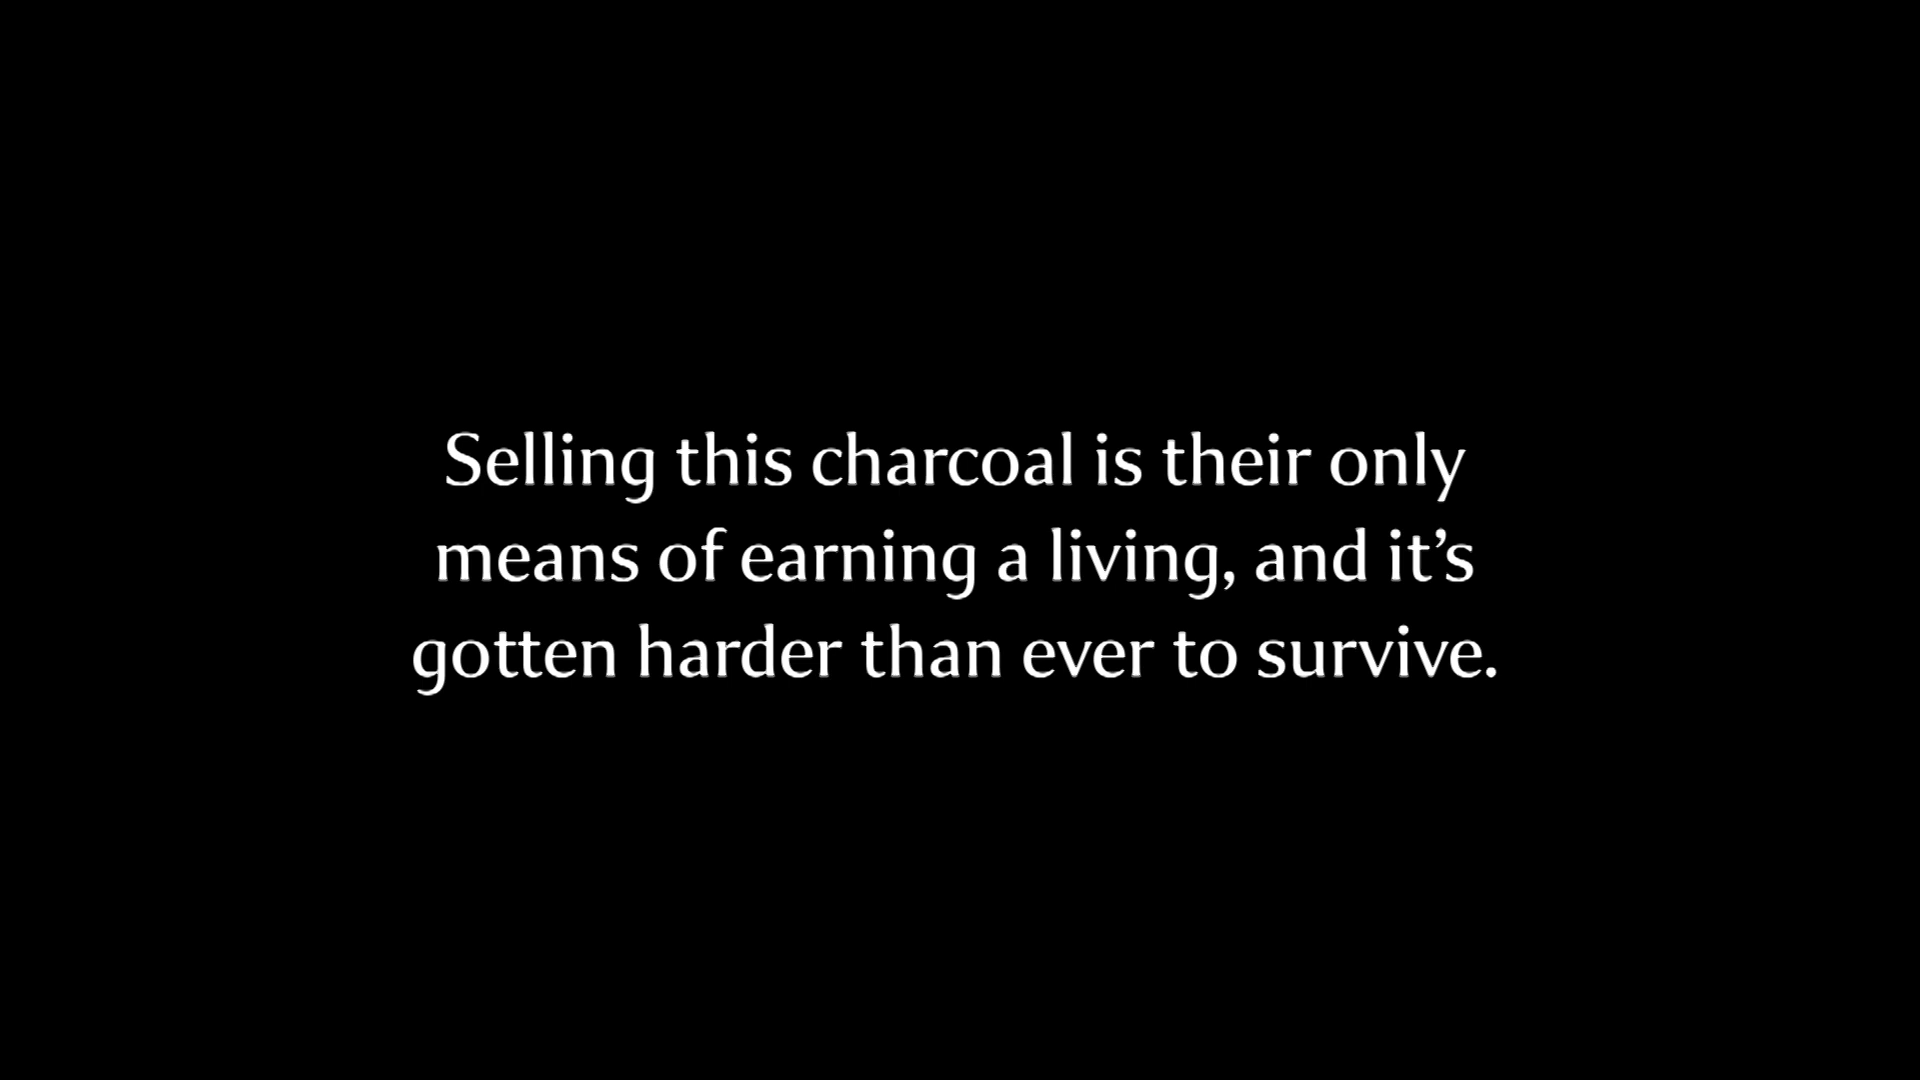 Selling this charcoal is their only
means of earning a living, and it’s
gotten harder than ever to survive.